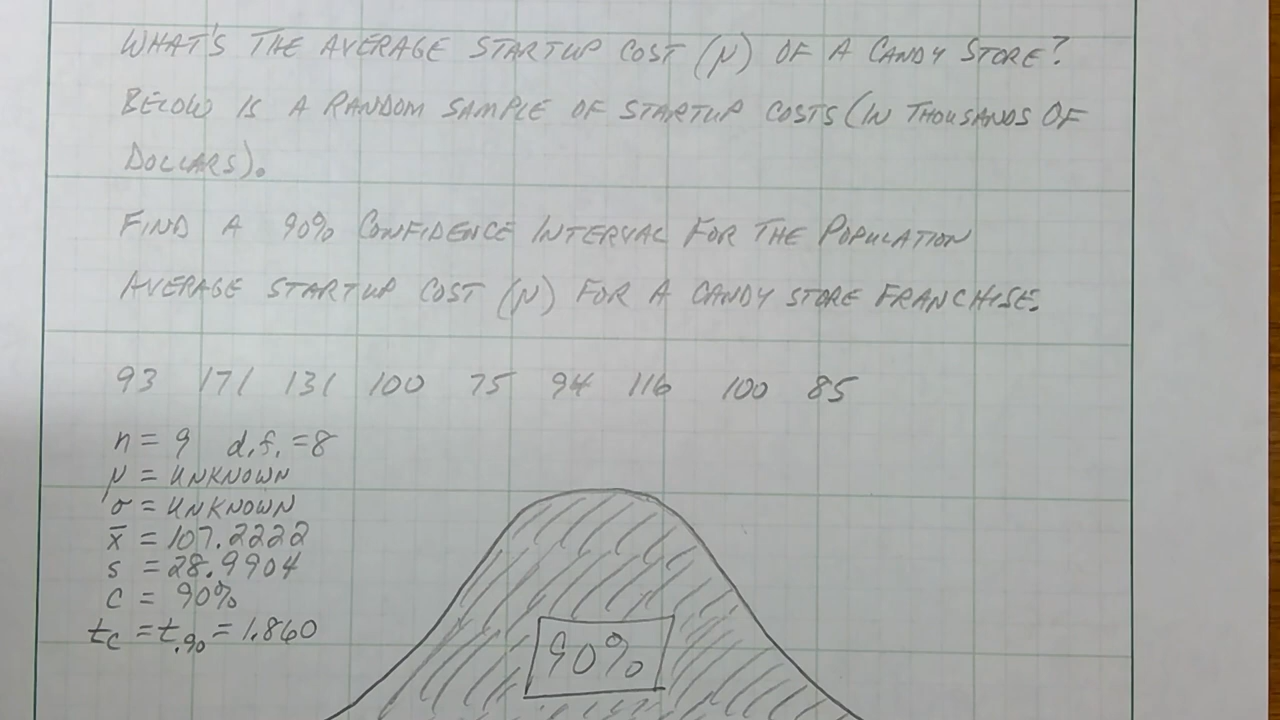 WHAT'S THE AVERAGE STARTUP COST (μ) OF A CANDY STORE?
BELOW IS A RANDOM SAMPLE OF STARTUP COSTS (IN THOUSANDS OF
DOLLARS).
FIND A 90% CONFIDENCE INTERVAL FOR THE POPULATION
AVERAGE STARTUP COST (μ) FOR A CANDY STORE FRANCHISE.
93 171 131 100 75 94 116 100 85
n = 9 d.f. = 8
μ = UNKNOWN
σ = UNKNOWN
x̄ = 107.2222
s = 28.9904
c = 90%
tc = t.90 = 1.860
90%